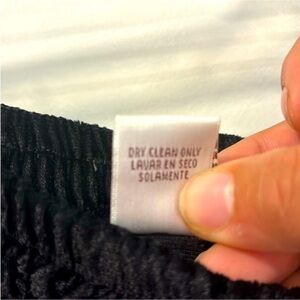 DRY CLEAN ONLY
LAVAR EN SECO
SOLAMENTE